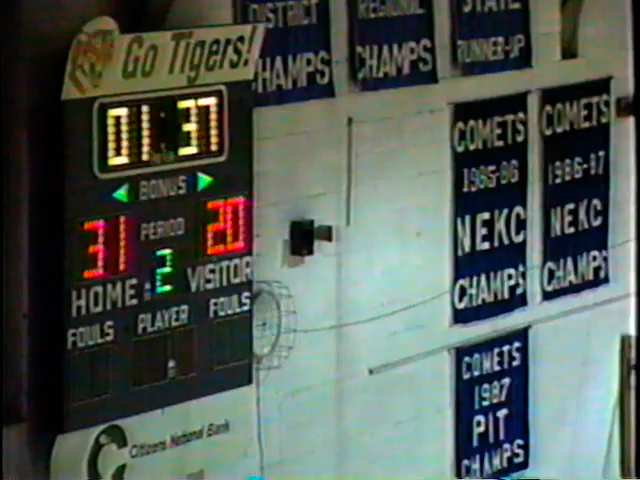 Go Tigers!
01:37
BONUS
31 PERIOD 20
2
HOME VISITOR
FOULS PLAYER FOULS
Citizens National Bank
DISTRICT
CHAMPS
REGIONAL
CHAMPS
STATE
RUNNER-UP
COMETS
1985-86
NEKC
CHAMPS
COMETS
1986-87
NEKC
CHAMPS
COMETS
1987
PIT
CHAMPS